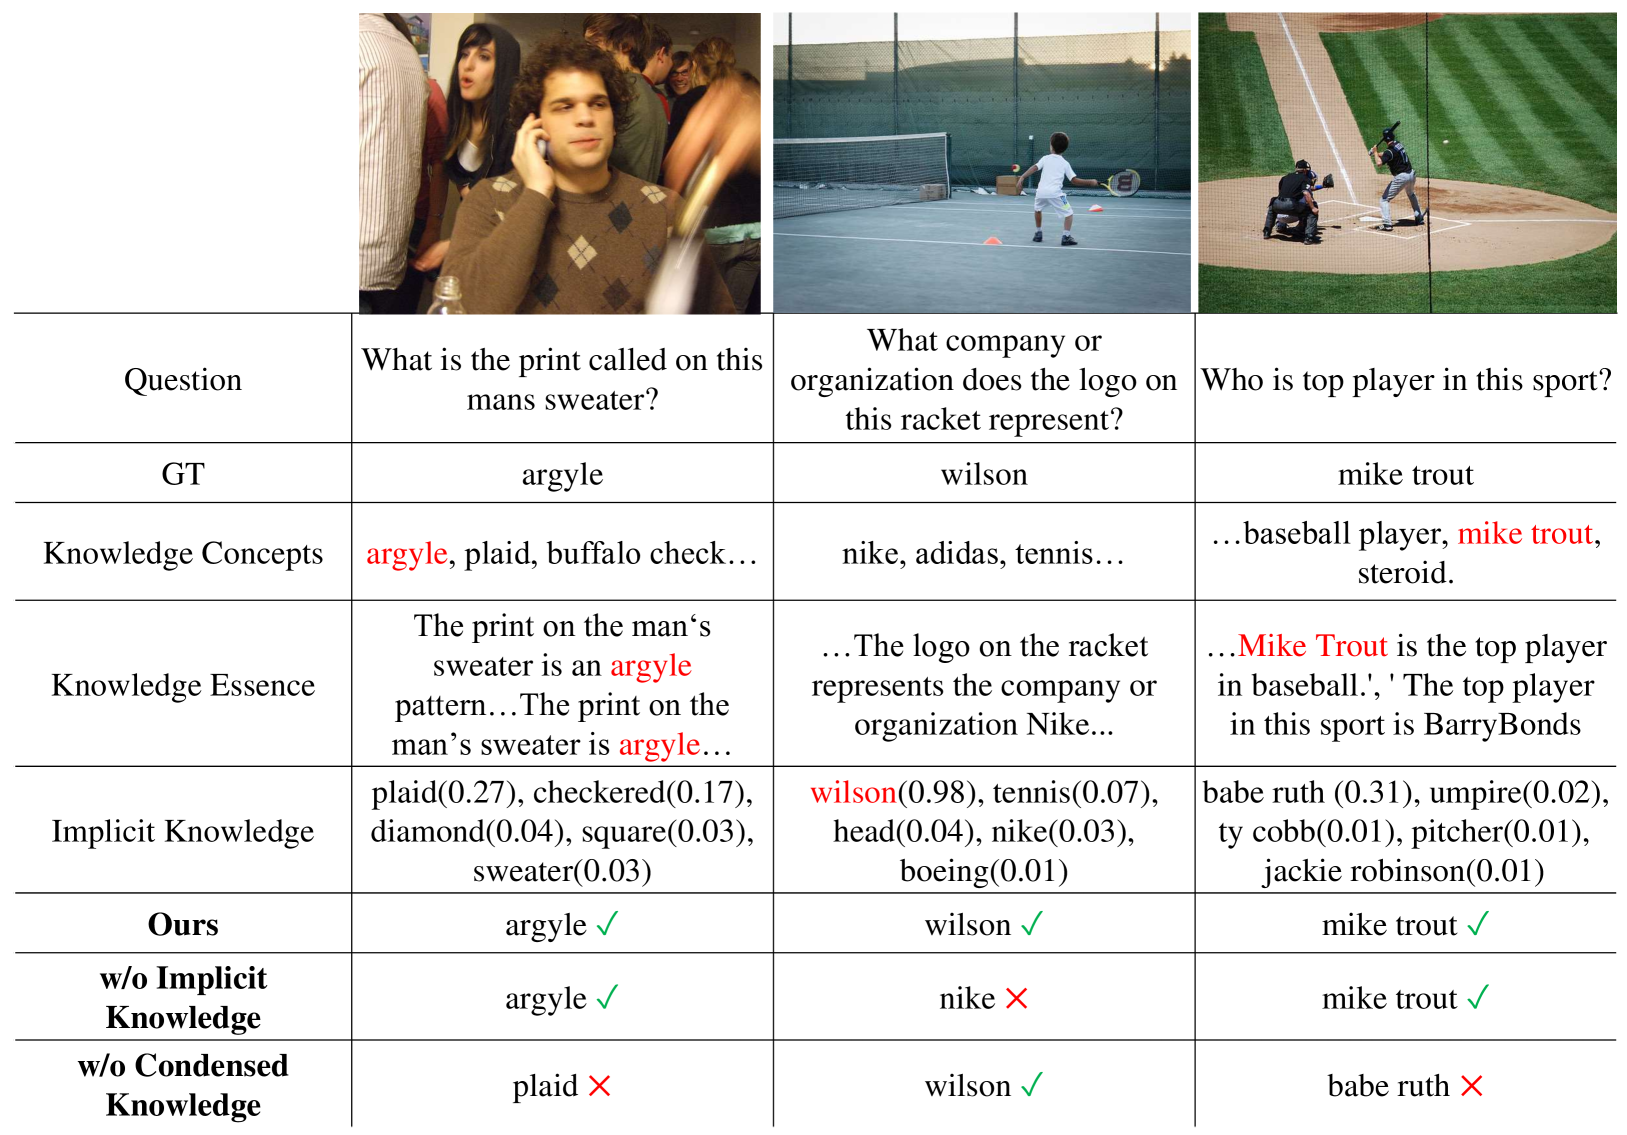 Question
What is the print called on this
mans sweater?
What company or
organization does the logo on
this racket represent?
Who is top player in this sport?
GT
argyle
wilson
mike trout
Knowledge Concepts
argyle, plaid, buffalo check…
nike, adidas, tennis…
…baseball player, mike trout,
steroid.
Knowledge Essence
The print on the man‘s
sweater is an argyle
pattern…The print on the
man’s sweater is argyle…
…The logo on the racket
represents the company or
organization Nike...
…Mike Trout is the top player
in baseball.', ' The top player
in this sport is BarryBonds
Implicit Knowledge
plaid(0.27), checkered(0.17),
diamond(0.04), square(0.03),
sweater(0.03)
wilson(0.98), tennis(0.07),
head(0.04), nike(0.03),
boeing(0.01)
babe ruth (0.31), umpire(0.02),
ty cobb(0.01), pitcher(0.01),
jackie robinson(0.01)
Ours
argyle ✓
wilson ✓
mike trout ✓
w/o Implicit
Knowledge
argyle ✓
nike ✕
mike trout ✓
w/o Condensed
Knowledge
plaid ✕
wilson ✓
babe ruth ✕